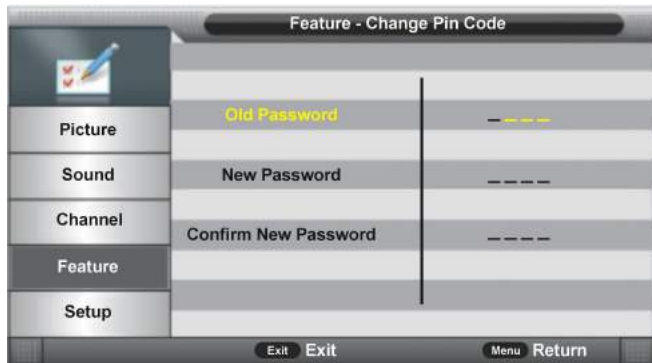 Feature - Change Pin Code
Picture
Sound
Channel
Feature
Setup
Old Password _ _ _ _
New Password _ _ _ _
Confirm New Password _ _ _ _
Exit Exit
Menu Return